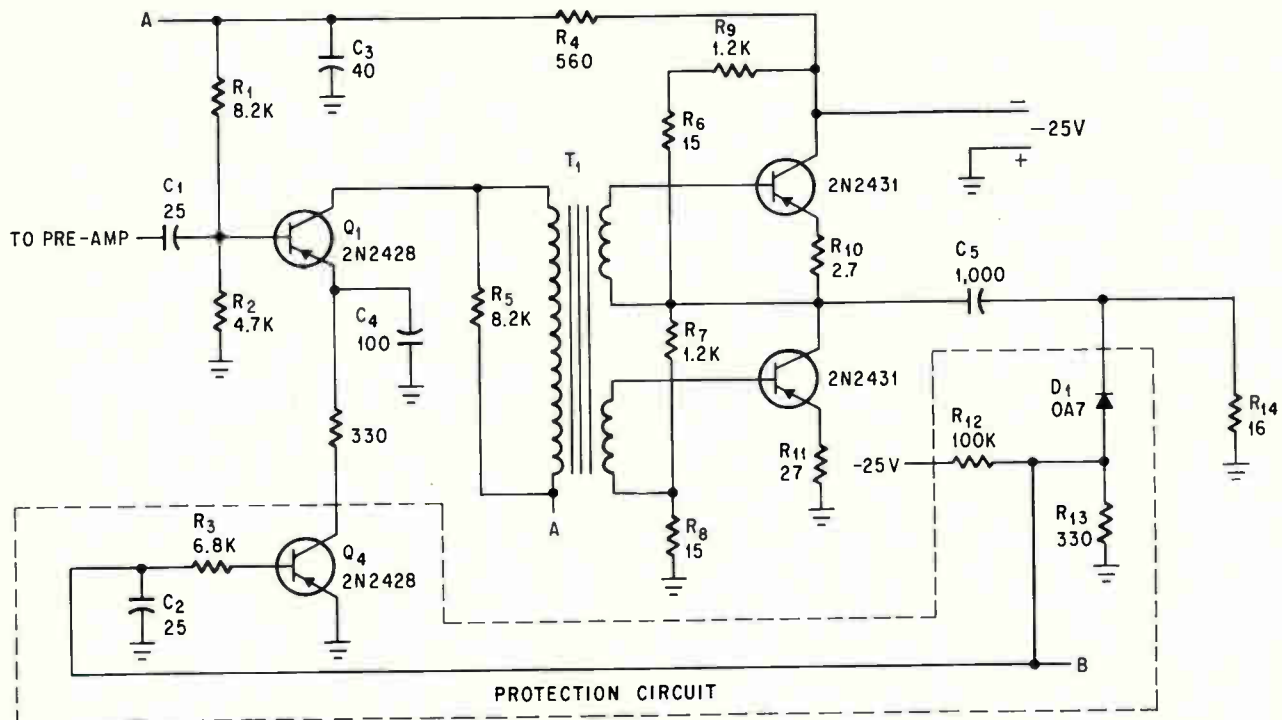 A
R4
560
R9
1.2K
C3
40
R1
8.2K
R6
15
−
-25V
+
T1
C1
25
2N2431
TO PRE-AMP
Q1
2N2428
R10
2.7
C5
1,000
R2
4.7K
C4
100
R5
8.2K
R7
1.2K
2N2431
D1
OA7
R12
100K
R14
16
330
R11
27
-25V
A
R8
15
R13
330
R3
6.8K
Q4
2N2428
C2
25
B
PROTECTION CIRCUIT